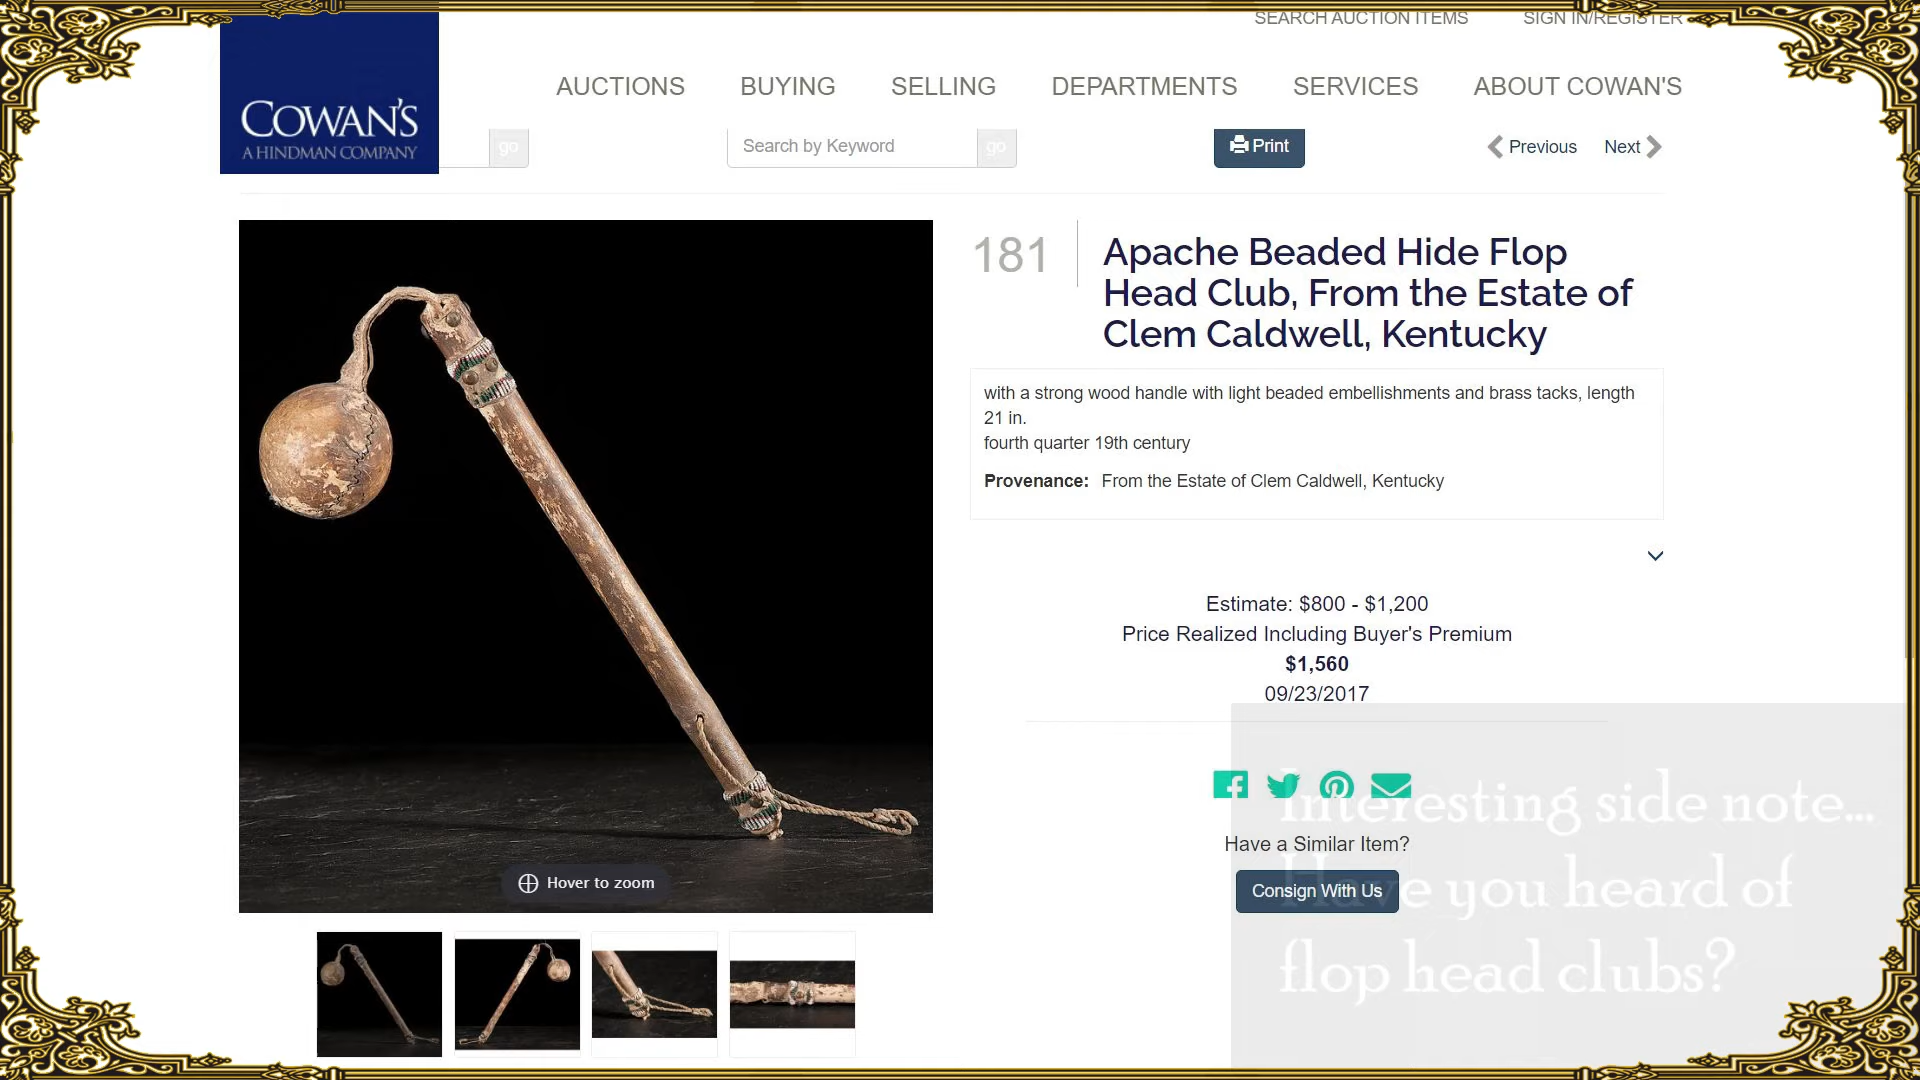 SEARCH AUCTION ITEMS
SIGN IN/REGISTER
COWAN'S
A HINDMAN COMPANY
AUCTIONS
BUYING
SELLING
DEPARTMENTS
SERVICES
ABOUT COWAN'S
go
Search by Keyword
go
Print
Previous
Next
181
Apache Beaded Hide Flop
Head Club, From the Estate of
Clem Caldwell, Kentucky
with a strong wood handle with light beaded embellishments and brass tacks, length
21 in.
fourth quarter 19th century
Provenance: From the Estate of Clem Caldwell, Kentucky
Estimate: $800 - $1,200
Price Realized Including Buyer's Premium
$1,560
09/23/2017
Have a Similar Item?
Consign With Us
Hover to zoom
Interesting side note...
Have you heard of
flop head clubs?